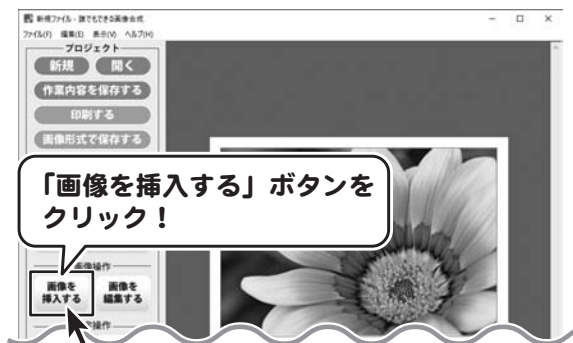 新規ファイル - 誰でもできる画像合成
ファイル(F) 編集(E) 表示(V) ヘルプ(H)
プロジェクト
新規 開く
作業内容を保存する
印刷する
画像形式で保存する
「画像を挿入する」ボタンを
クリック！
画像操作
画像を
挿入する
画像を
編集する
操作